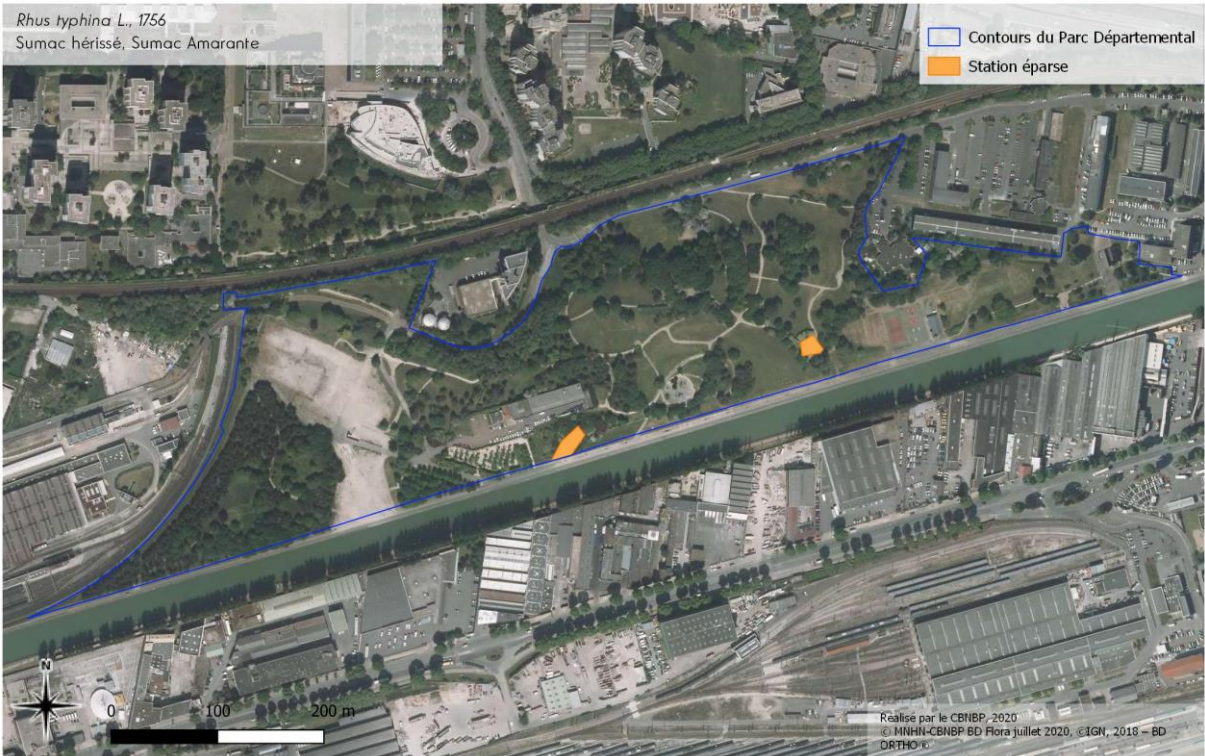 Rhus typhina L., 1756
Sumac hérissé, Sumac Amarante
Contours du Parc Départemental
Station éparse
N
0 100 200 m
Réalisé par le CBNBP, 2020
© MNHN-CBNBP BD Flora juillet 2020, ©IGN, 2018 – BD
ORTHO ®